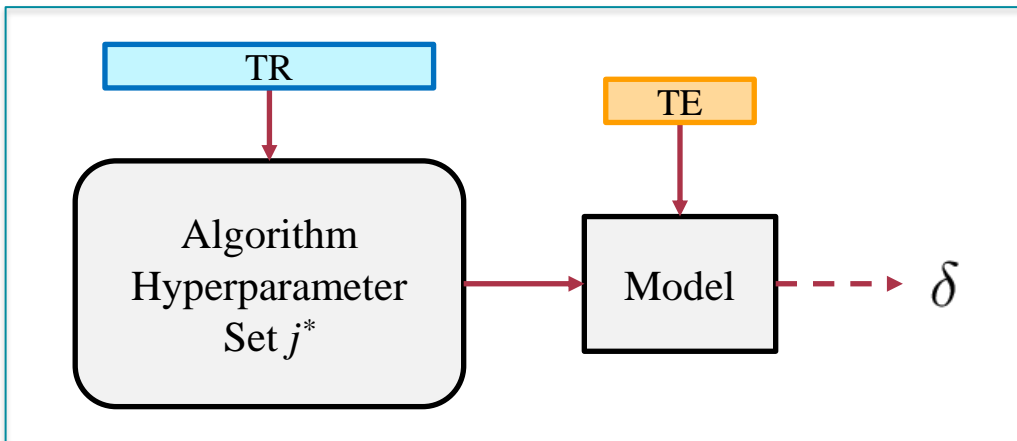 TR
TE
Algorithm
Hyperparameter
Set j*
Model
δ